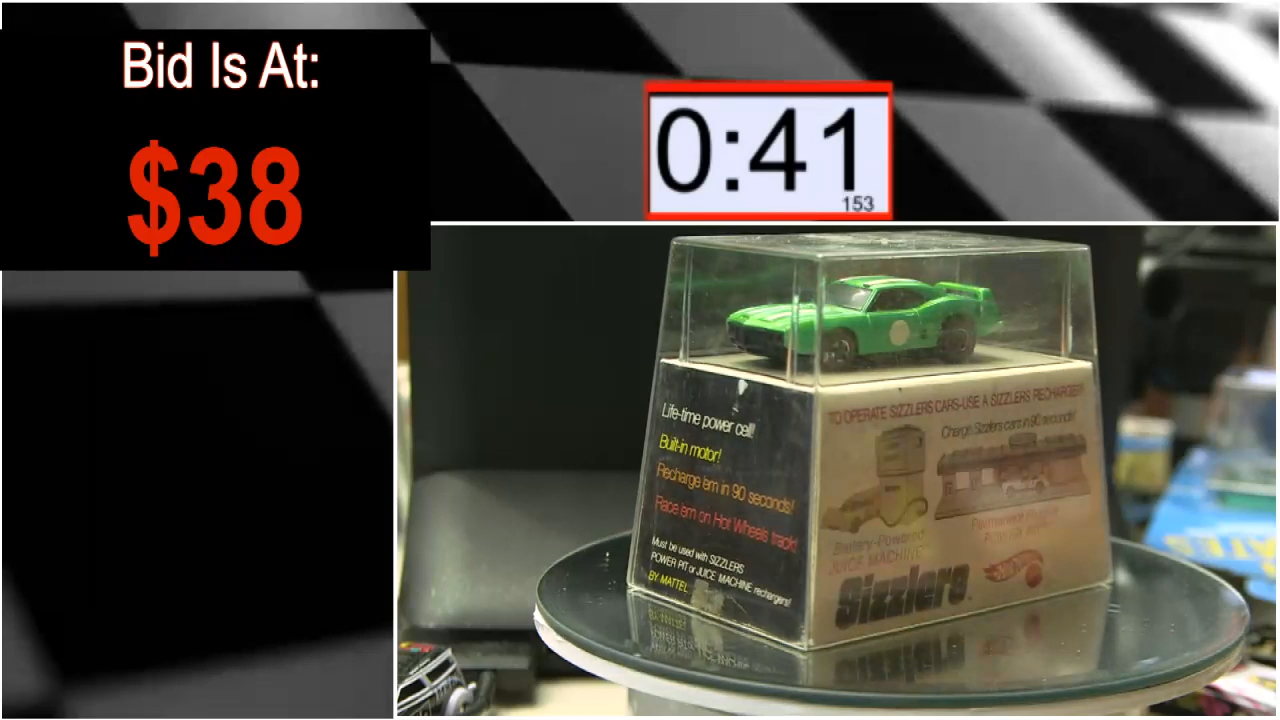 Bid Is At:
$38
0:41
153
Life-time power cell!
Built-in motor!
Recharge 'em in 90 seconds!
Race 'em on Hot Wheels track!
Must be used with SIZZLERS
POWER PIT or JUICE MACHINE rechargers!
BY MATTEL
TO OPERATE SIZZLERS CARS-USE A SIZZLERS RECHARGER!
Charge Sizzlers cars in 90 seconds!
Battery-Powered
JUICE MACHINE
Sizzlers